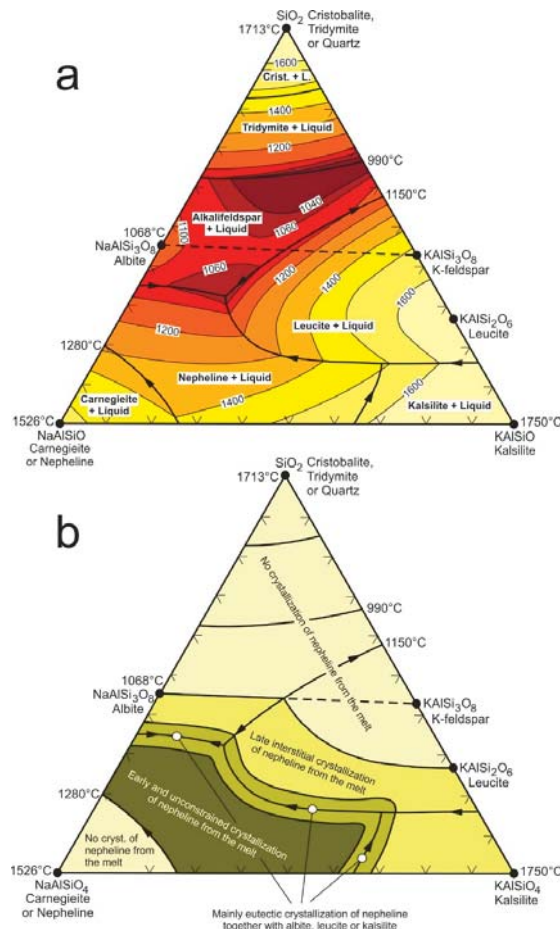 a
SiO2 Cristobalite,
Tridymite
or Quartz
1713°C
1600
Crist. + L.
1400
Tridymite + Liquid
1200
990°C
1150°C
1040
1060
Alkalifeldspar
+ Liquid
1100
1068°C
NaAlSi3O8
Albite
1060
1200
1400
1600
KAlSi3O8
K-feldspar
KAlSi2O6
Leucite
Leucite + Liquid
1280°C
1200
Nepheline + Liquid
1400
1600
Carnegieite
+ Liquid
Kalsilite + Liquid
1526°C
NaAlSiO
Carnegieite
or Nepheline
1750°C
KAlSiO
Kalsilite
b
SiO2 Cristobalite,
Tridymite
or Quartz
1713°C
No crystallization of nepheline
from the melt
990°C
1150°C
1068°C
NaAlSi3O8
Albite
KAlSi3O8
K-feldspar
KAlSi2O6
Leucite
Late interstitial crystallization
of nepheline from the melt
Early and unconstrained crystallization
of nepheline from the melt
1280°C
No cryst. of
nepheline from
the melt
1526°C
NaAlSiO4
Carnegieite
or Nepheline
1750°C
KAlSiO4
Kalsilite
Mainly eutectic crystallization of nepheline
together with albite, leucite or kalsilite